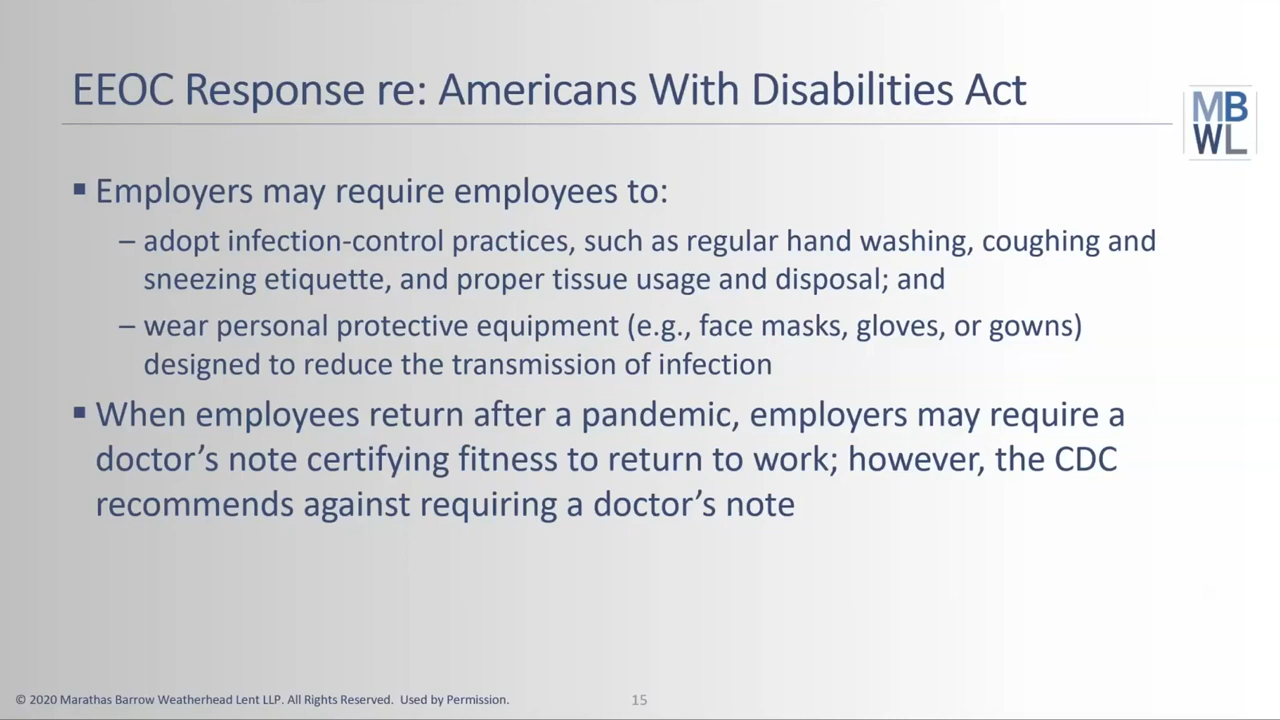 EEOC Response re: Americans With Disabilities Act
MB
WL
▪ Employers may require employees to:
– adopt infection-control practices, such as regular hand washing, coughing and
sneezing etiquette, and proper tissue usage and disposal; and
– wear personal protective equipment (e.g., face masks, gloves, or gowns)
designed to reduce the transmission of infection
▪ When employees return after a pandemic, employers may require a
doctor’s note certifying fitness to return to work; however, the CDC
recommends against requiring a doctor’s note
© 2020 Marathas Barrow Weatherhead Lent LLP. All Rights Reserved.  Used by Permission.
15